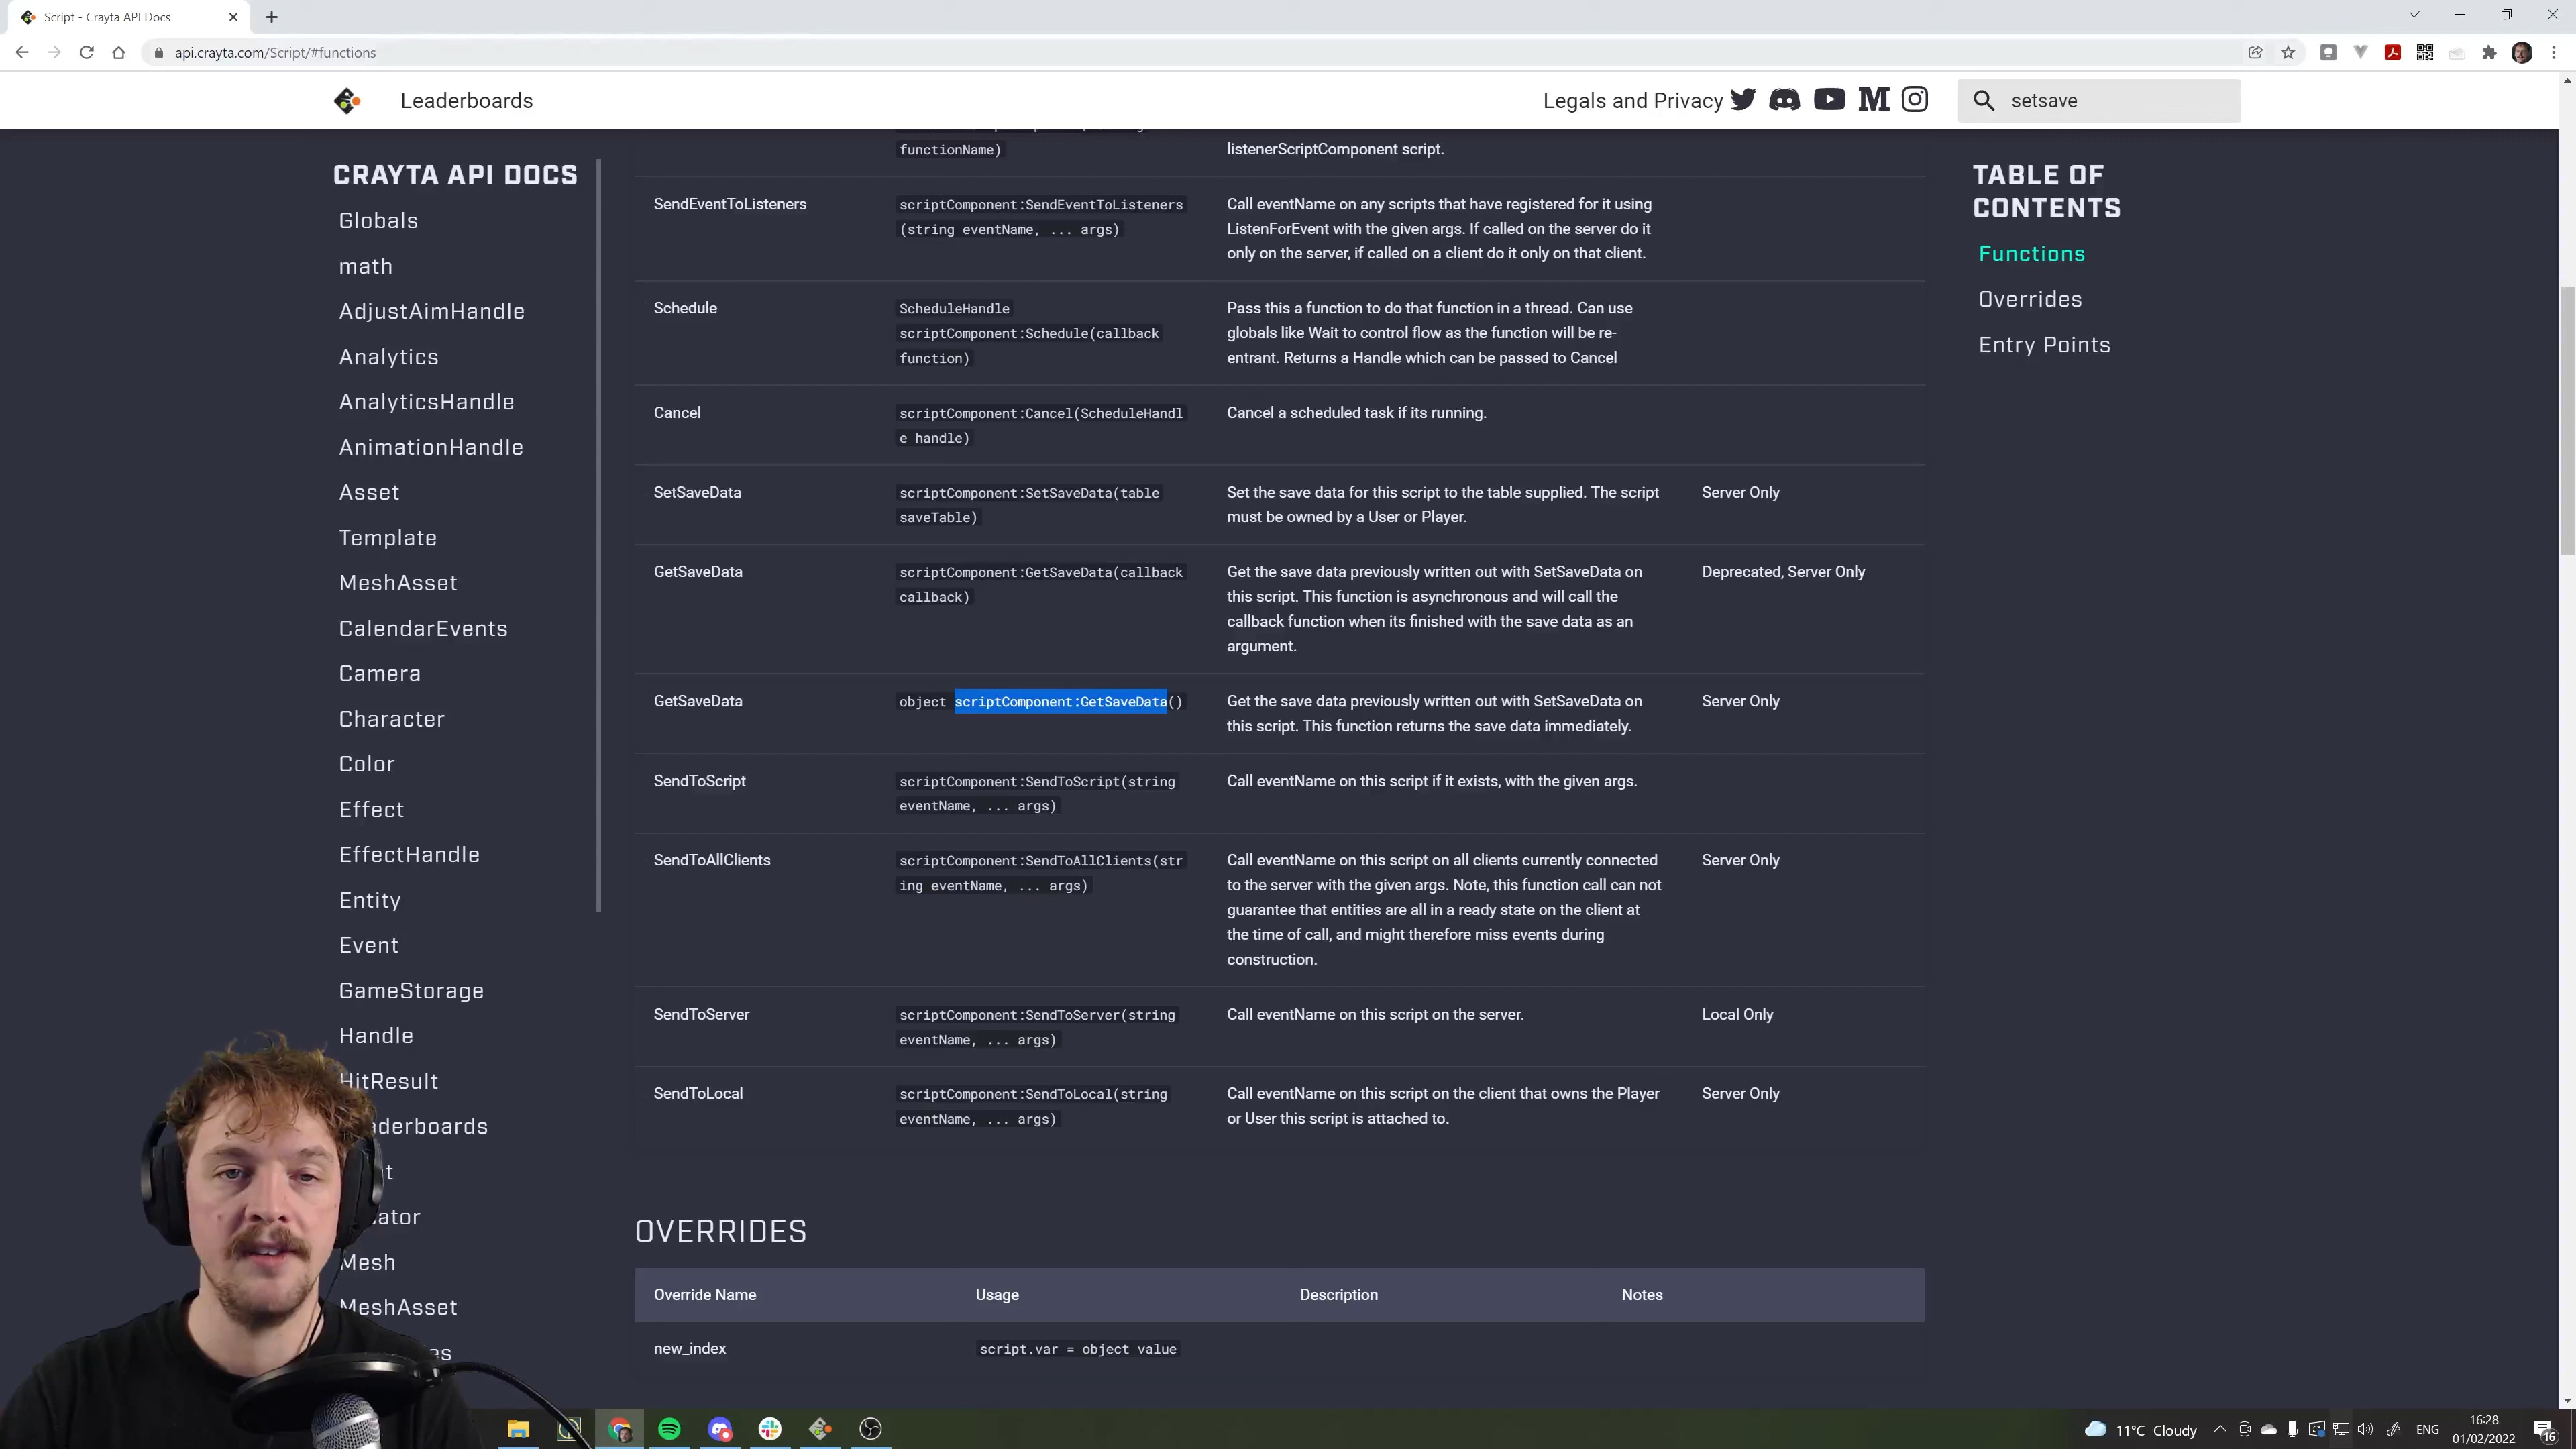 Script - Crayta API Docs
api.crayta.com/Script/#functions
Leaderboards
Legals and Privacy
setsave
CRAYTA API DOCS
Globals
math
AdjustAimHandle
Analytics
AnalyticsHandle
AnimationHandle
Asset
Template
MeshAsset
CalendarEvents
Camera
Character
Color
Effect
EffectHandle
Entity
Event
GameStorage
Handle
HitResult
aderboards
t
ator
Mesh
MeshAsset
es
functionName)
listenerScriptComponent script.
SendEventToListeners
scriptComponent:SendEventToListeners
(string eventName, ... args)
Call eventName on any scripts that have registered for it using
ListenForEvent with the given args. If called on the server do it
only on the server, if called on a client do it only on that client.
Schedule
ScheduleHandle
scriptComponent:Schedule(callback
function)
Pass this a function to do that function in a thread. Can use
globals like Wait to control flow as the function will be re-
entrant. Returns a Handle which can be passed to Cancel
Cancel
scriptComponent:Cancel(ScheduleHandl
e handle)
Cancel a scheduled task if its running.
SetSaveData
scriptComponent:SetSaveData(table
saveTable)
Set the save data for this script to the table supplied. The script
must be owned by a User or Player.
Server Only
GetSaveData
scriptComponent:GetSaveData(callback
callback)
Get the save data previously written out with SetSaveData on
this script. This function is asynchronous and will call the
callback function when its finished with the save data as an
argument.
Deprecated, Server Only
GetSaveData
object scriptComponent:GetSaveData()
Get the save data previously written out with SetSaveData on
this script. This function returns the save data immediately.
Server Only
SendToScript
scriptComponent:SendToScript(string
eventName, ... args)
Call eventName on this script if it exists, with the given args.
SendToAllClients
scriptComponent:SendToAllClients(str
ing eventName, ... args)
Call eventName on this script on all clients currently connected
to the server with the given args. Note, this function call can not
guarantee that entities are all in a ready state on the client at
the time of call, and might therefore miss events during
construction.
Server Only
SendToServer
scriptComponent:SendToServer(string
eventName, ... args)
Call eventName on this script on the server.
Local Only
SendToLocal
scriptComponent:SendToLocal(string
eventName, ... args)
Call eventName on this script on the client that owns the Player
or User this script is attached to.
Server Only
OVERRIDES
Override Name
Usage
Description
Notes
new_index
script.var = object value
TABLE OF
CONTENTS
Functions
Overrides
Entry Points
11°C Cloudy
ENG
16:28
01/02/2022
16